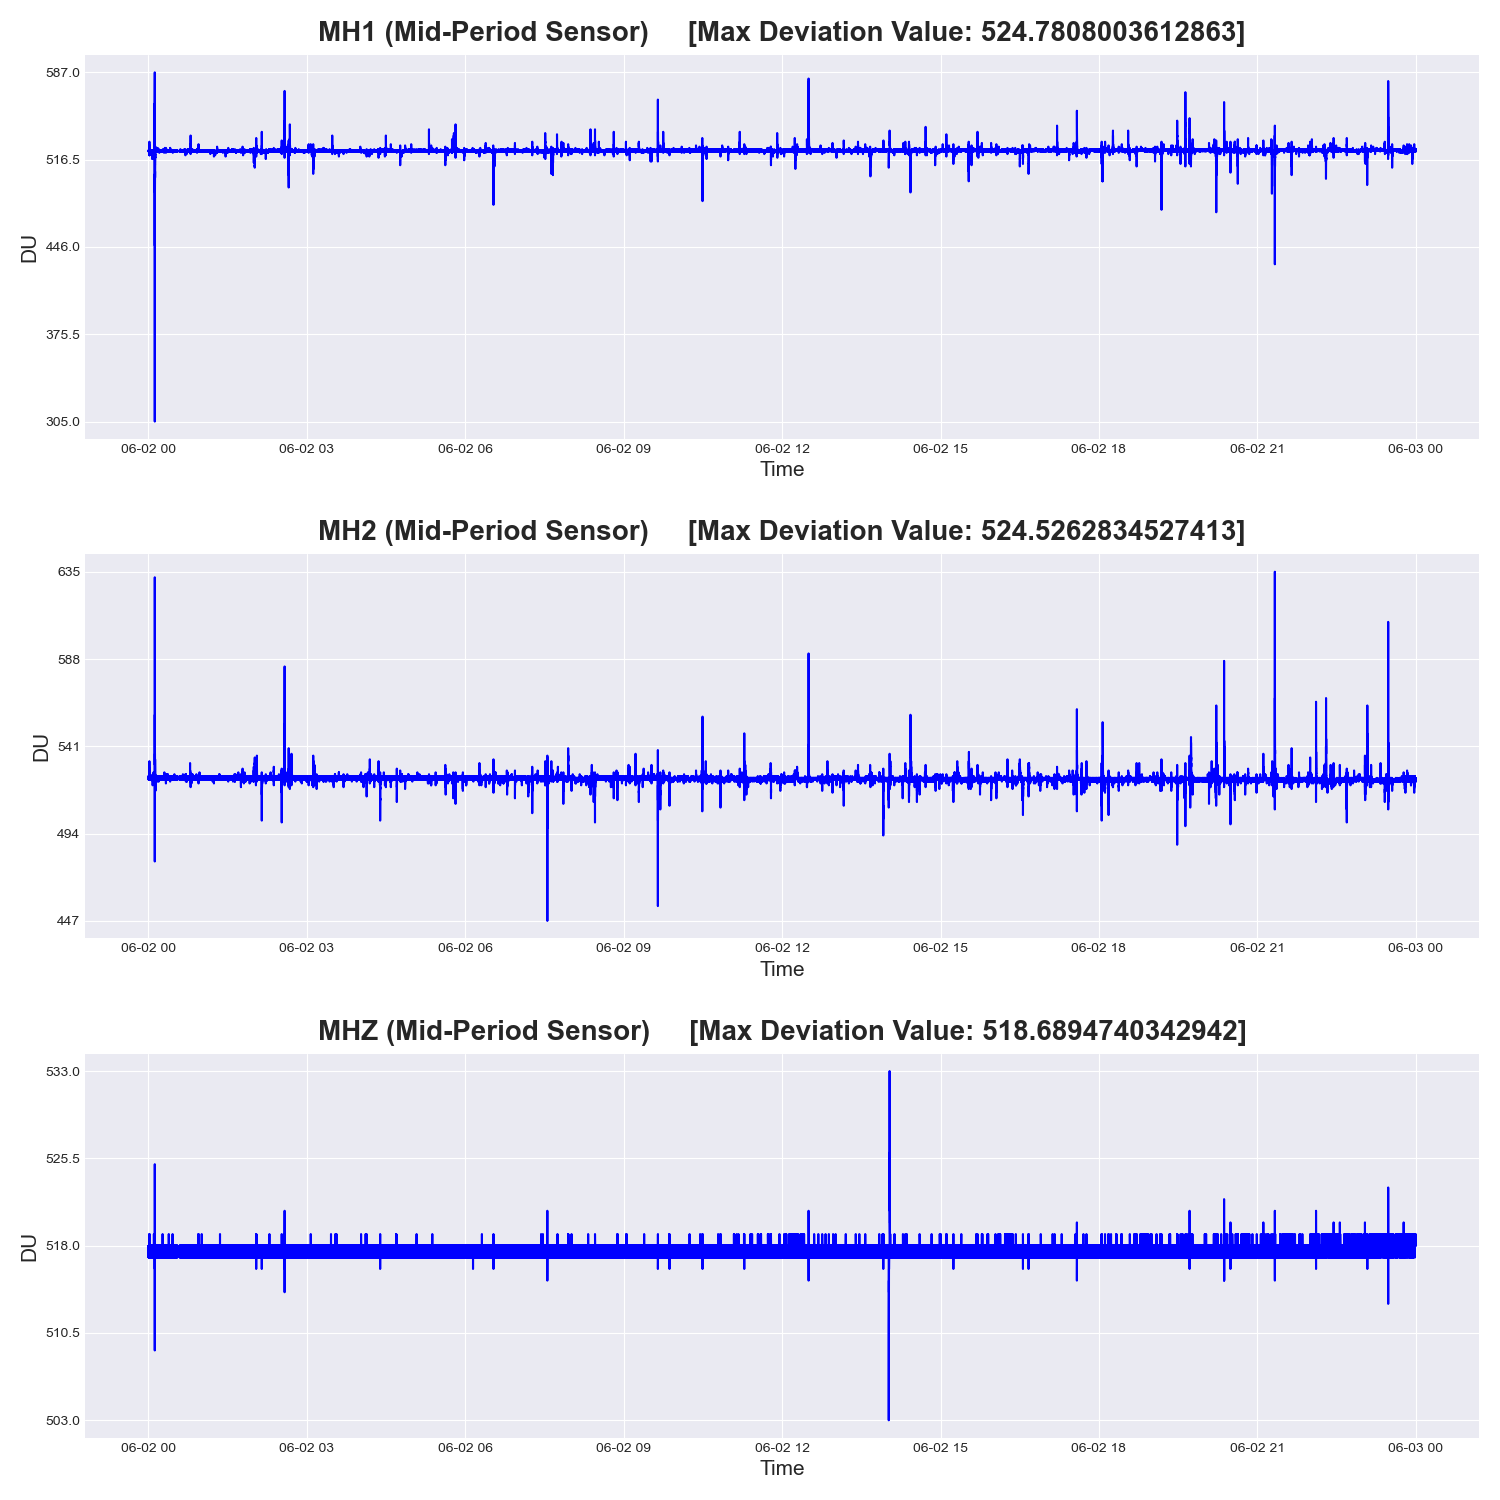 MH1 (Mid-Period Sensor) [Max Deviation Value: 524.7808003612863]
587.0
516.5
446.0
375.5
305.0
DU
06-02 00 06-02 03 06-02 06 06-02 09 06-02 12 06-02 15 06-02 18 06-02 21 06-03 00
Time
MH2 (Mid-Period Sensor) [Max Deviation Value: 524.5262834527413]
635
588
541
494
447
DU
06-02 00 06-02 03 06-02 06 06-02 09 06-02 12 06-02 15 06-02 18 06-02 21 06-03 00
Time
MHZ (Mid-Period Sensor) [Max Deviation Value: 518.6894740342942]
533.0
525.5
518.0
510.5
503.0
DU
06-02 00 06-02 03 06-02 06 06-02 09 06-02 12 06-02 15 06-02 18 06-02 21 06-03 00
Time